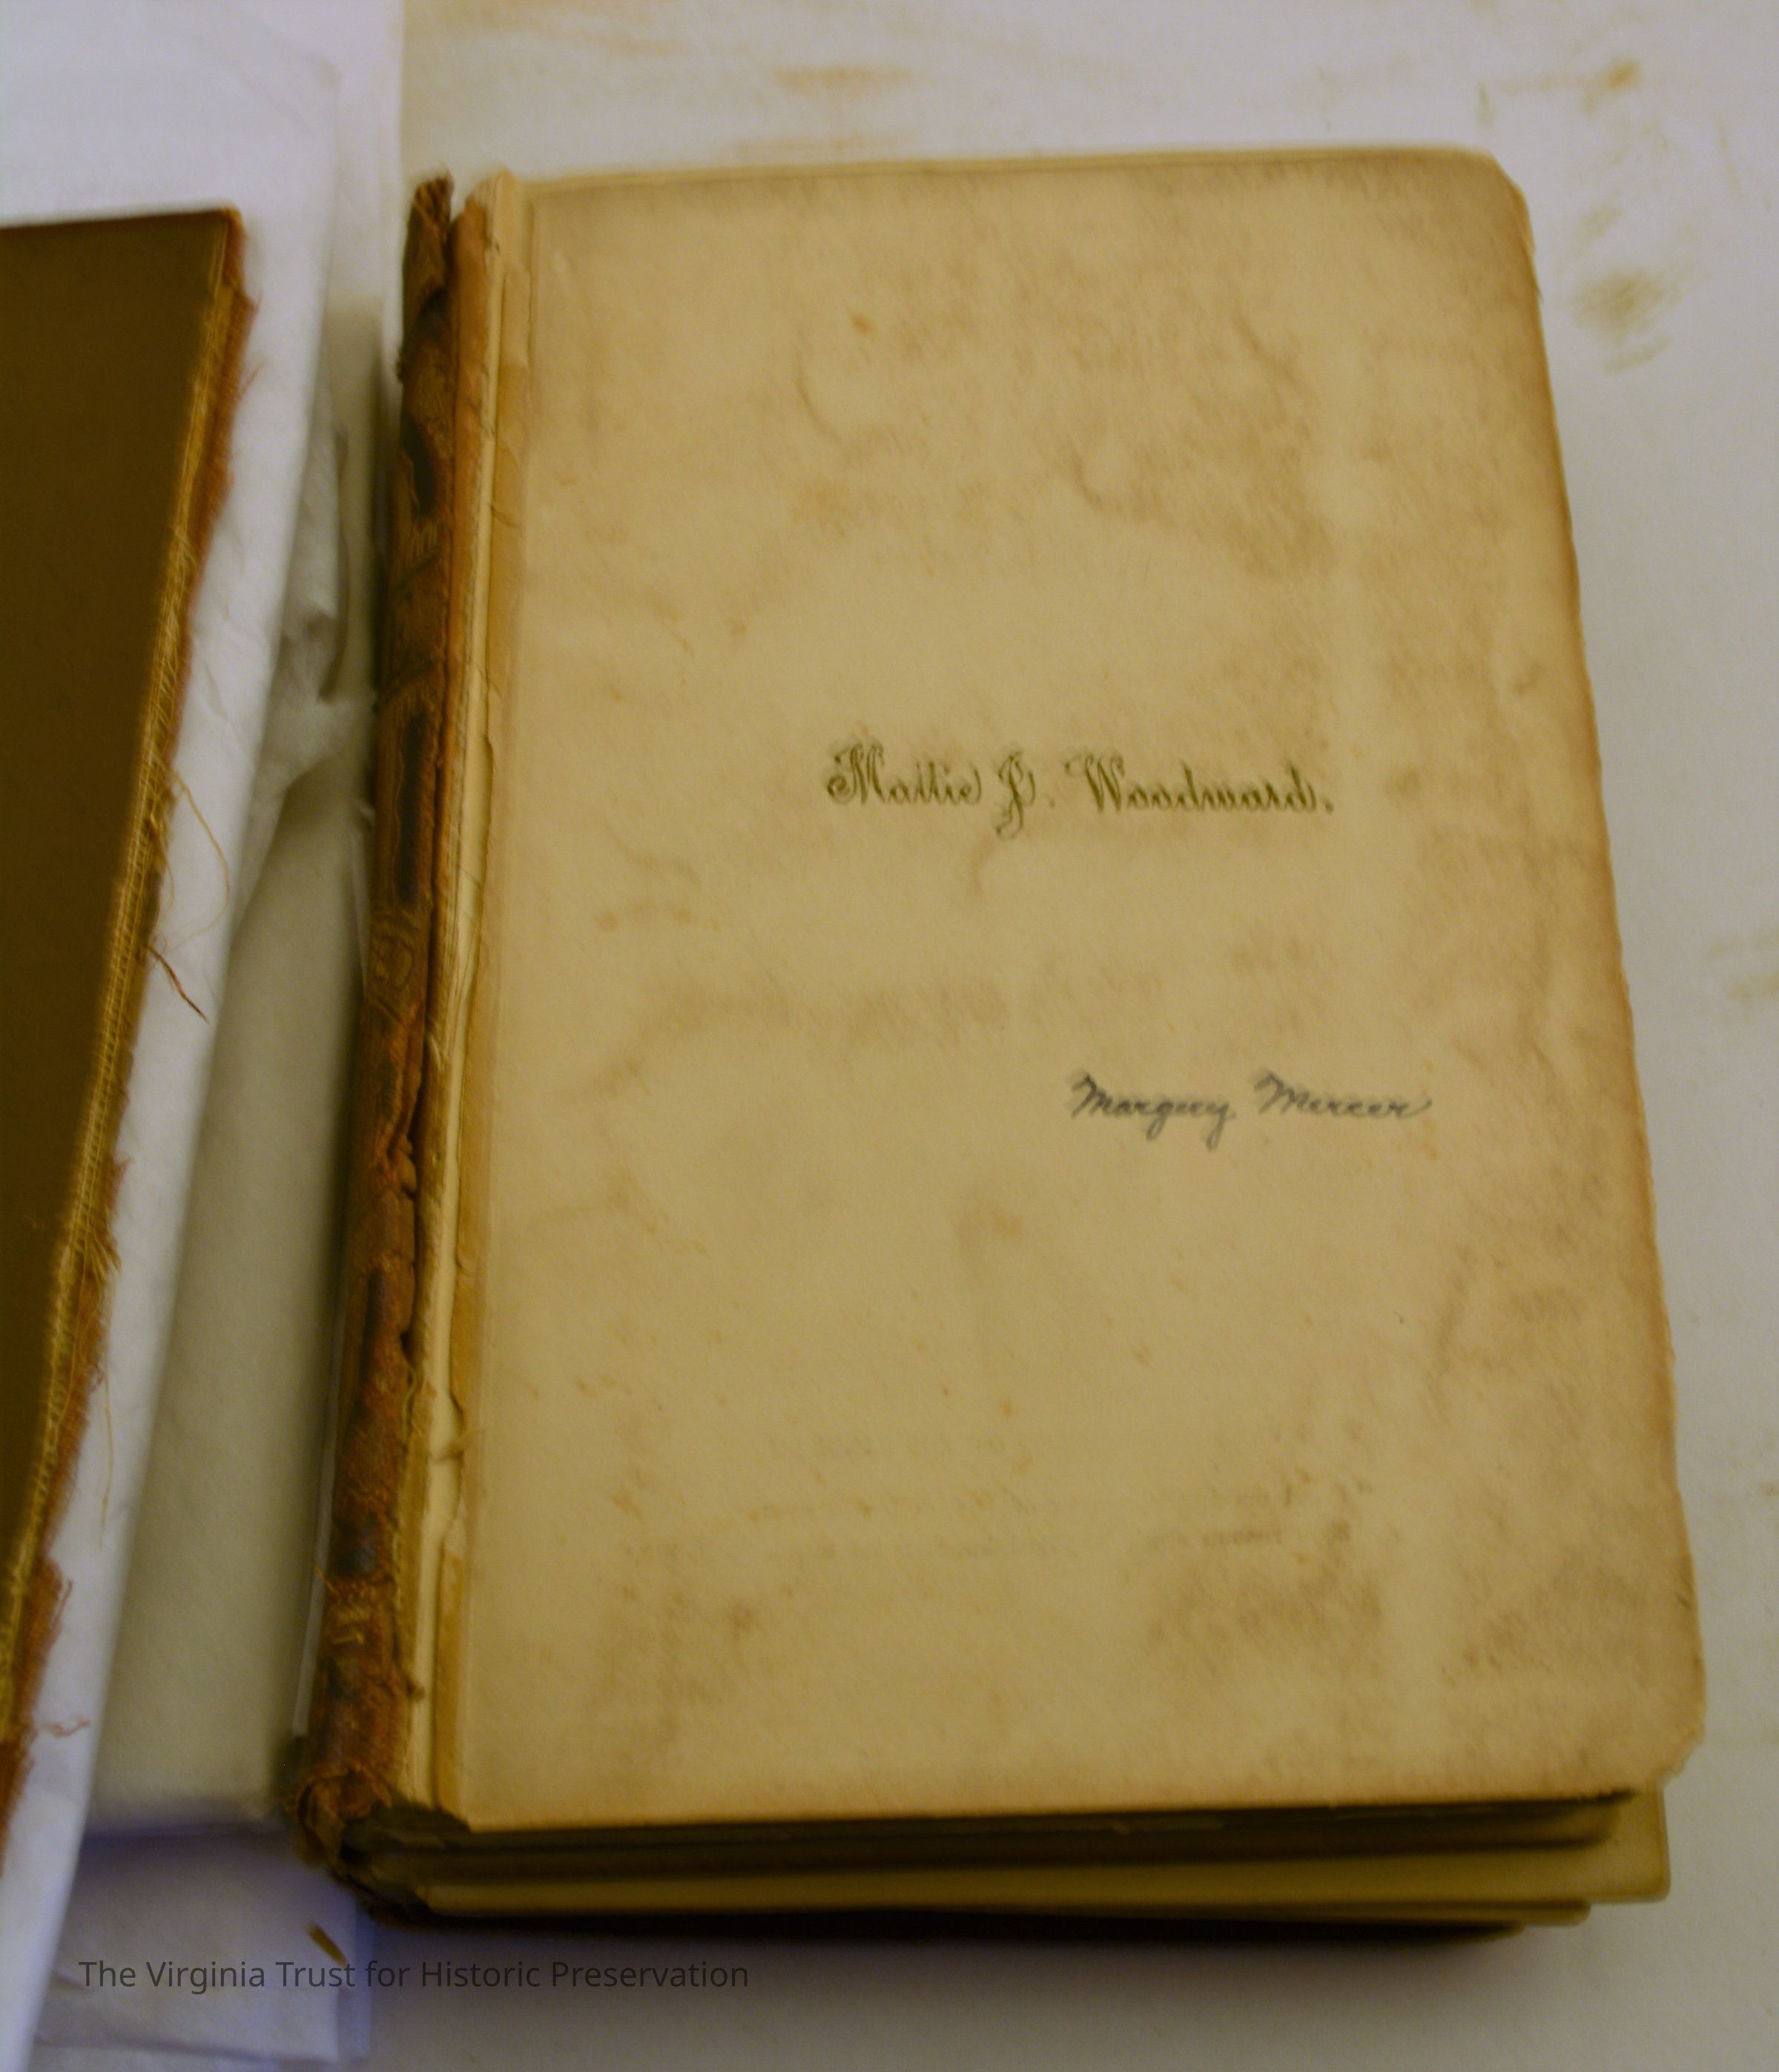 Mattie J. Woodward.
Margery Mercer
The Virginia Trust for Historic Preservation